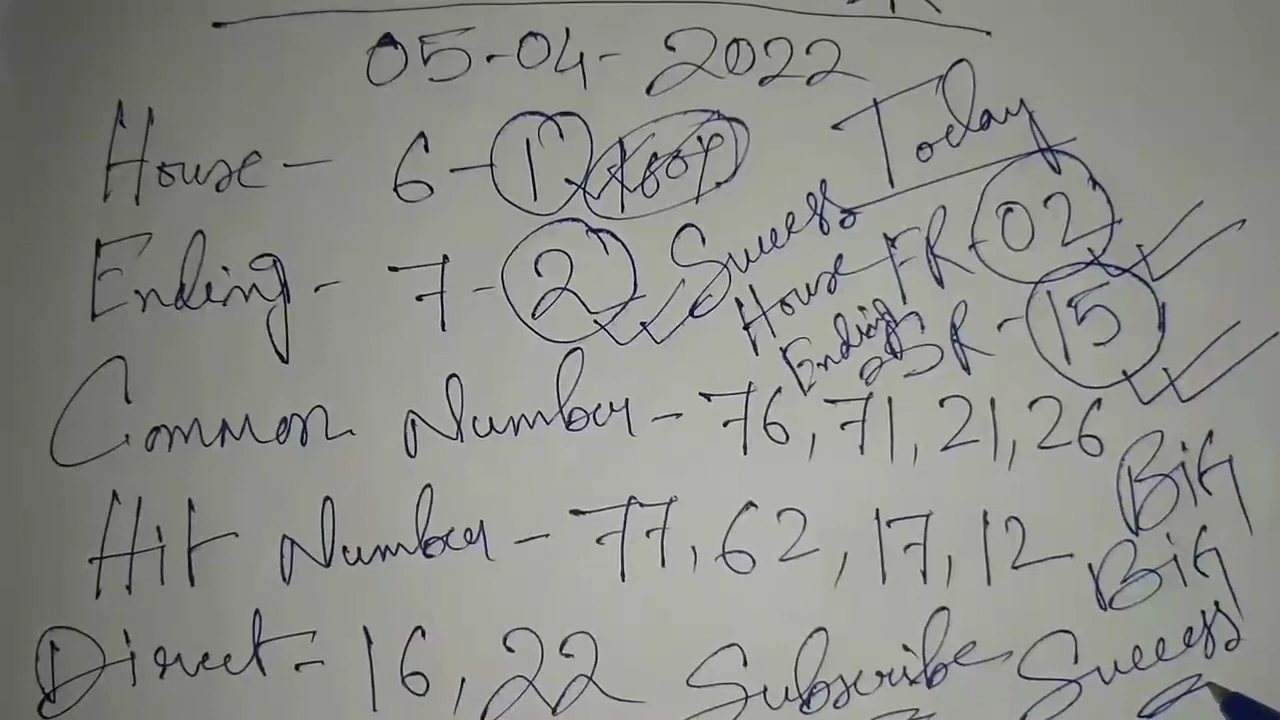 05-04-2022
House - 6-1
Ending - 7-2 Success Today
House FR - 02
Ending SR - 15
Common Number - 76, 71, 21, 26
Hit Number - 77, 62, 17, 12
Big
Big
Direct = 16, 22 Subscribe Success